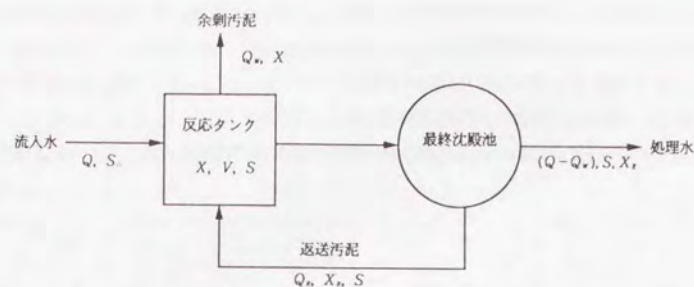 余剰汚泥
Qw, X
反応タンク
X, V, S
流入水
Q, S₀
最終沈殿池
処理水
(Q−Qw), S, Xe
返送汚泥
Qr, Xr, S